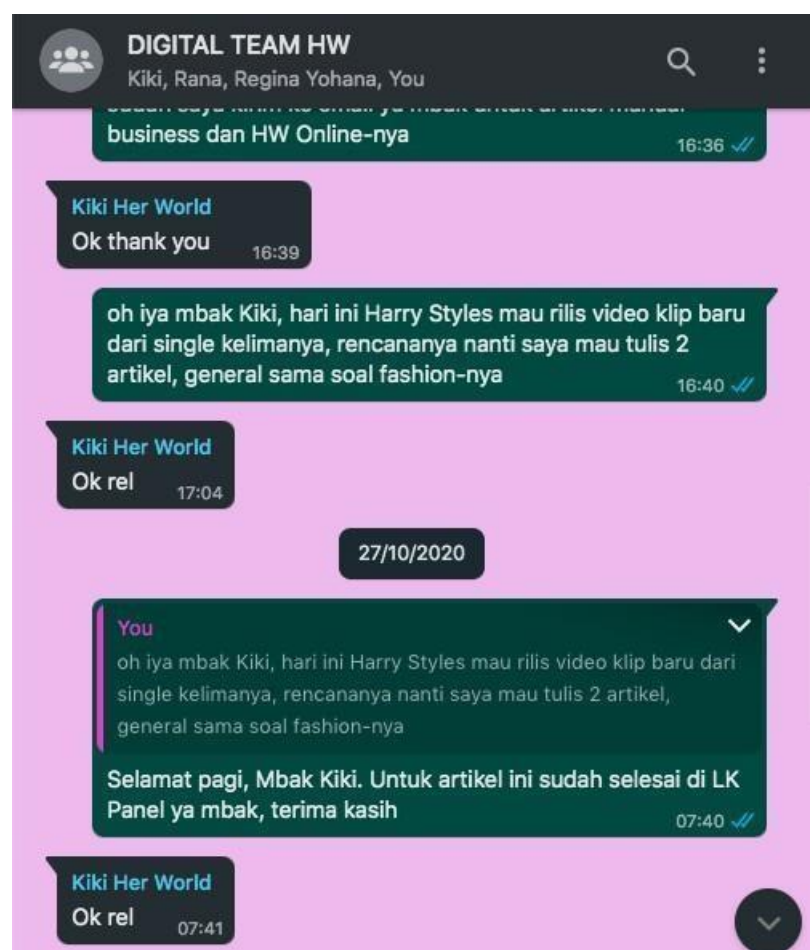 DIGITAL TEAM HW
Kiki, Rana, Regina Yohana, You
business dan HW Online-nya
16:36
Kiki Her World
Ok thank you
16:39
oh iya mbak Kiki, hari ini Harry Styles mau rilis video klip baru
dari single kelimanya, rencananya nanti saya mau tulis 2
artikel, general sama soal fashion-nya
16:40
Kiki Her World
Ok rel
17:04
27/10/2020
You
oh iya mbak Kiki, hari ini Harry Styles mau rilis video klip baru dari
single kelimanya, rencananya nanti saya mau tulis 2 artikel,
general sama soal fashion-nya
Selamat pagi, Mbak Kiki. Untuk artikel ini sudah selesai di LK
Panel ya mbak, terima kasih
07:40
Kiki Her World
Ok rel
07:41